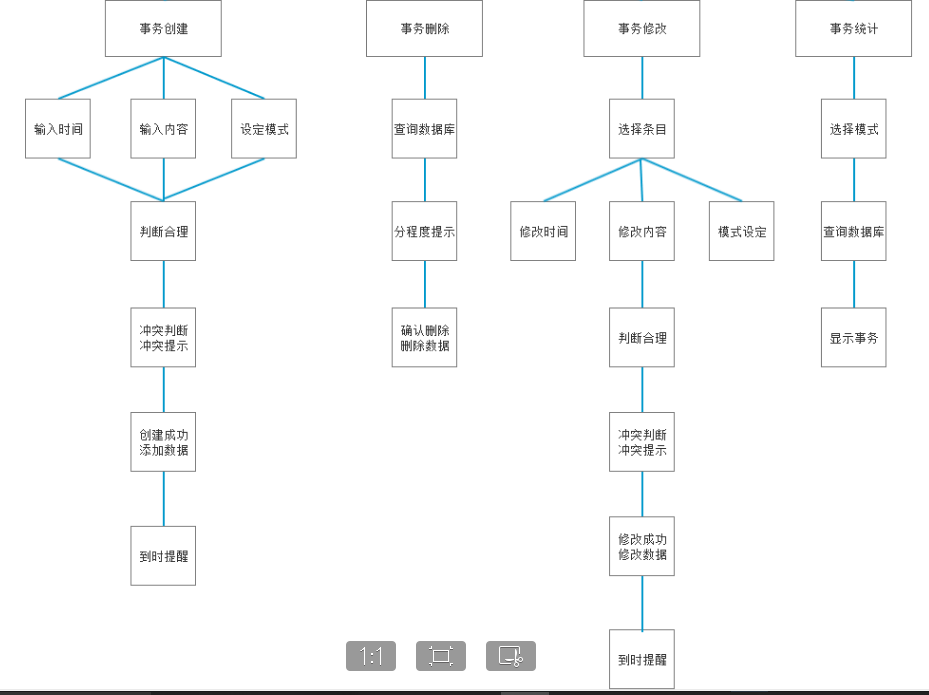 事务创建
事务删除
事务修改
事务统计
输入时间
输入内容
设定模式
查询数据库
选择条目
选择模式
判断合理
分程度提示
修改时间
修改内容
模式设定
查询数据库
冲突判断
冲突提示
确认删除
删除数据
判断合理
显示事务
创建成功
添加数据
冲突判断
冲突提示
到时提醒
修改成功
修改数据
到时提醒
1:1